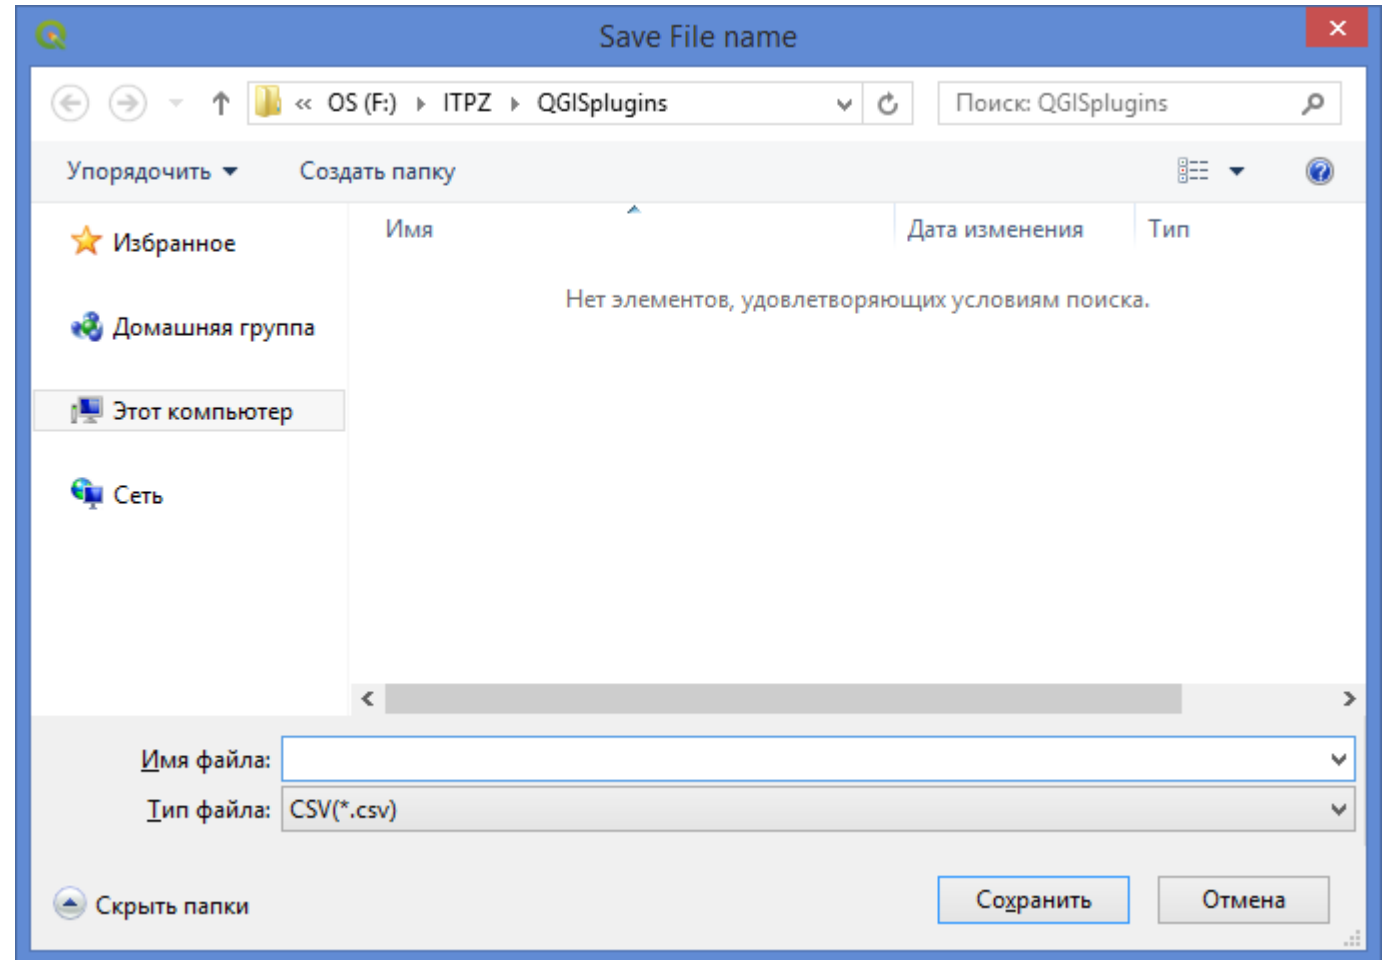 Save File name
« OS (F:) ITPZ QGISplugins Поиск: QGISplugins
Упорядочить Создать папку
Избранное
Домашняя группа
Этот компьютер
Сеть
Имя Дата изменения Тип
Нет элементов, удовлетворяющих условиям поиска.
Имя файла:
Тип файла: CSV(*.csv)
Скрыть папки Сохранить Отмена